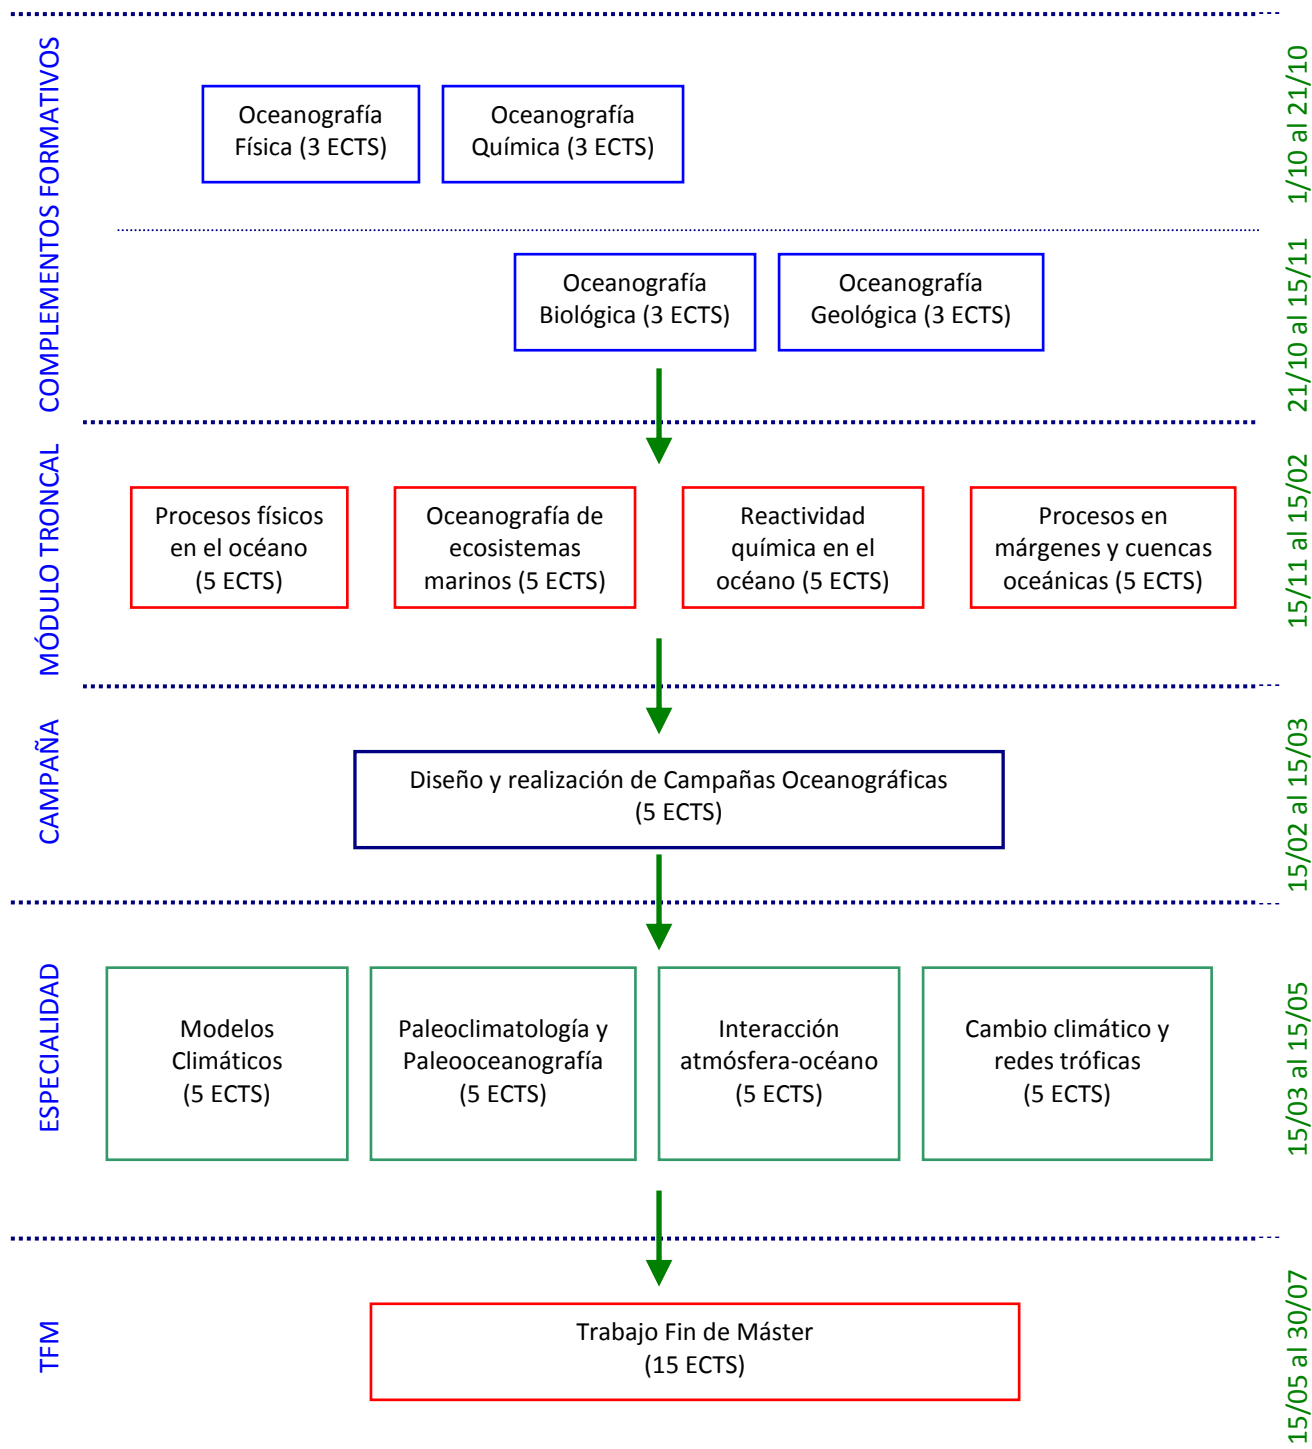 COMPLEMENTOS FORMATIVOS
Oceanografía
Física (3 ECTS)
Oceanografía
Química (3 ECTS)
1/10 al 21/10
Oceanografía
Biológica (3 ECTS)
Oceanografía
Geológica (3 ECTS)
21/10 al 15/11
MÓDULO TRONCAL
Procesos físicos
en el océano
(5 ECTS)
Oceanografía de
ecosistemas
marinos (5 ECTS)
Reactividad
química en el
océano (5 ECTS)
Procesos en
márgenes y cuencas
oceánicas (5 ECTS)
15/11 al 15/02
CAMPAÑA
Diseño y realización de Campañas Oceanográficas
(5 ECTS)
15/02 al 15/03
ESPECIALIDAD
Modelos
Climáticos
(5 ECTS)
Paleoclimatología y
Paleooceanografía
(5 ECTS)
Interacción
atmósfera-océano
(5 ECTS)
Cambio climático y
redes tróficas
(5 ECTS)
15/03 al 15/05
TFM
Trabajo Fin de Máster
(15 ECTS)
15/05 al 30/07